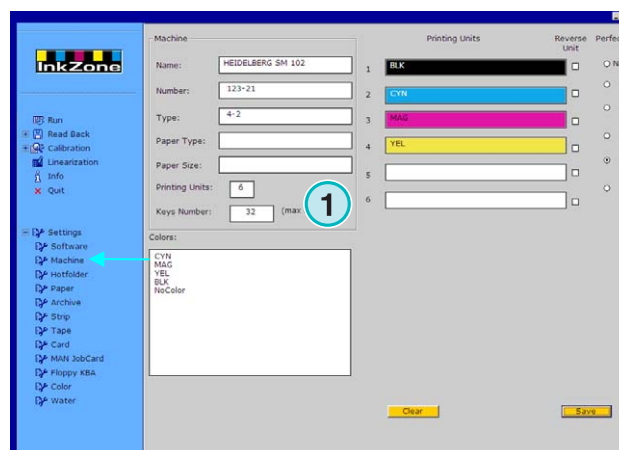 InkZone
Run
Read Back
Calibration
Linearization
Info
Quit
Settings
Software
Machine
Hotfolder
Paper
Archive
Strip
Tape
Card
MAN JobCard
Floppy KBA
Color
Water
Machine
Name: HEIDELBERG SM 102
Number: 123-21
Type: 4-2
Paper Type:
Paper Size:
Printing Units: 6
Keys Number: 32 (max
1
Colors:
CYN
MAG
YEL
BLK
NoColor
Printing Units Reverse Unit Perfe
1 BLK N
2 CYN
3 MAG
4 YEL
5
6
Clear Save